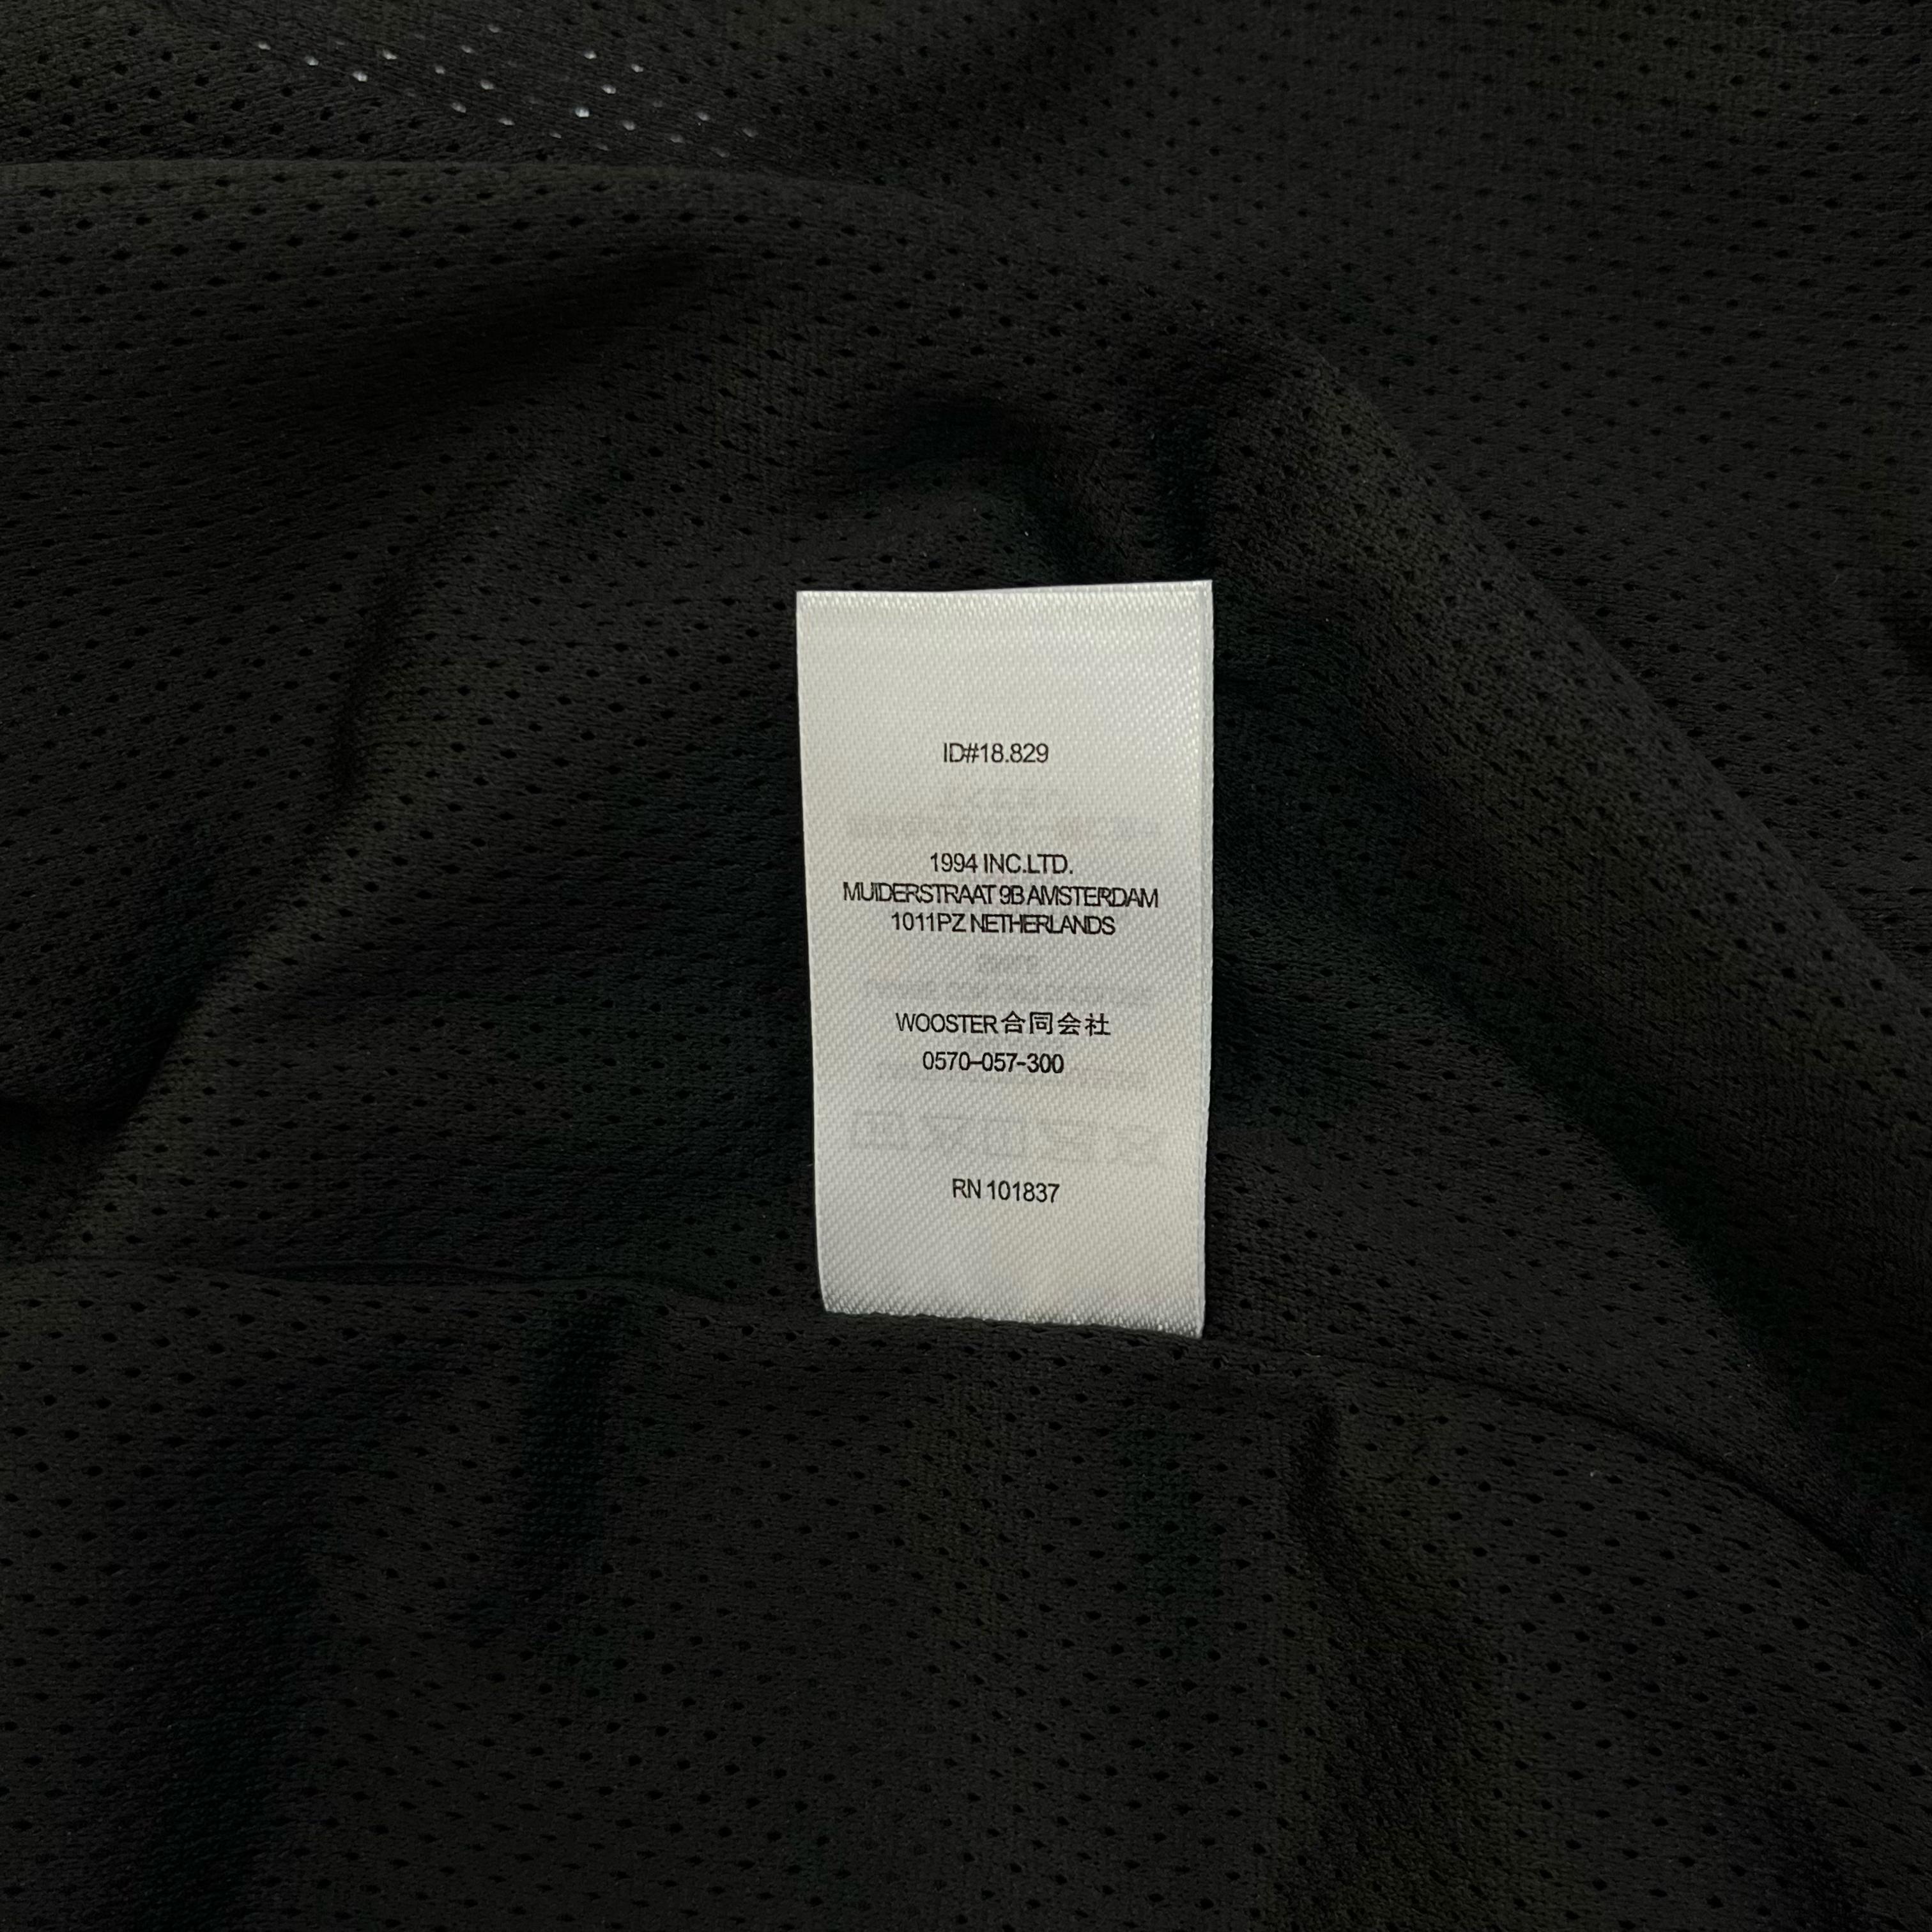 ID#18.829
1994 INC.LTD.
MUIDERSTRAAT 9B AMSTERDAM
1011PZ NETHERLANDS
WOOSTER合同会社
0570-057-300
RN 101837